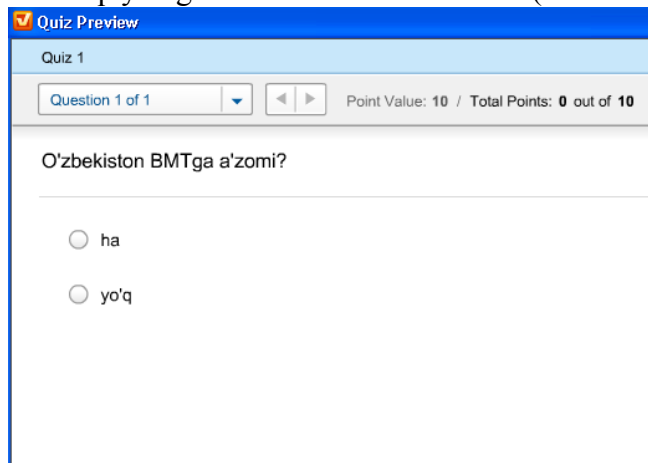 Quiz Preview
Quiz 1
Question 1 of 1 Point Value: 10 / Total Points: 0 out of 10
O'zbekiston BMTga a'zomi?
ha
yo'q